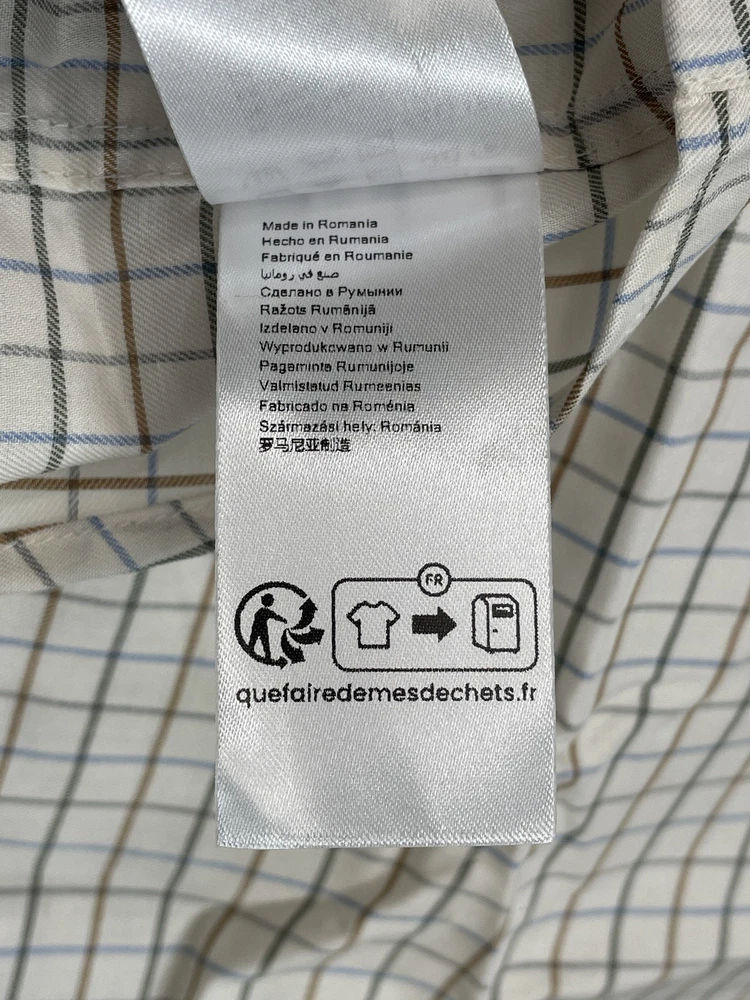 Made in Romania
Hecho en Rumania
Fabriqué en Roumanie
صنع في رومانيا
Сделано в Румынии
Ražots Rumānijā
Izdelano v Romuniji
Wyprodukowano w Rumunii
Pagaminta Rumunijoje
Valmistatud Rumeenias
Fabricado na Roménia
Származási hely: Románia
罗马尼亚制造
FR
quefairedemesdechets.fr